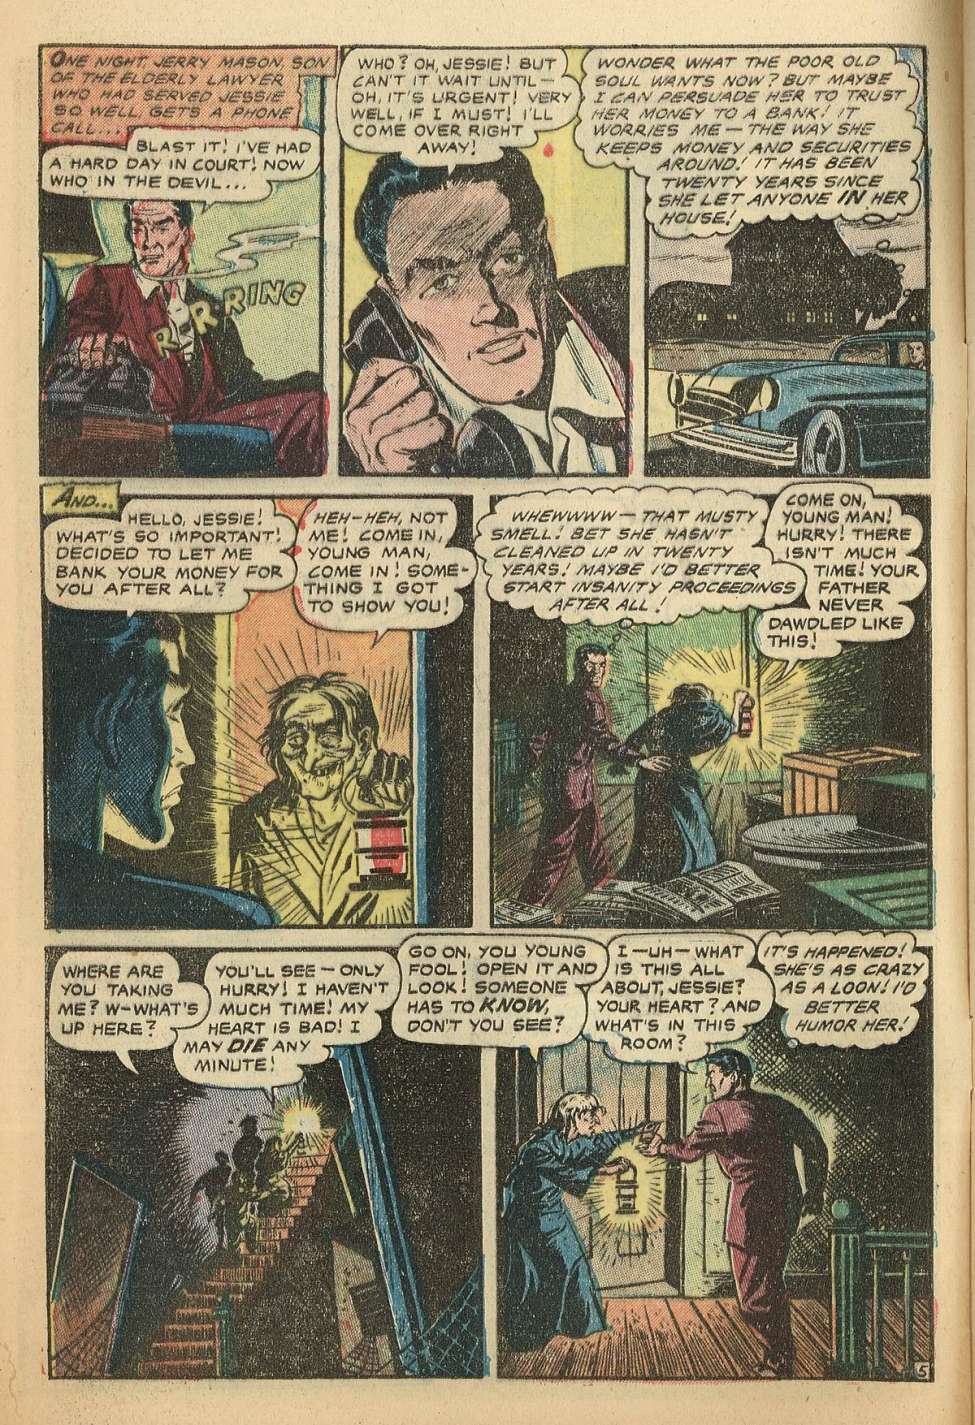 ONE NIGHT, JERRY MASON, SON
OF THE ELDERLY LAWYER
WHO HAD SERVED JESSIE
SO WELL, GETS A PHONE
CALL...
BLAST IT! I'VE HAD
A HARD DAY IN COURT! NOW
WHO IN THE DEVIL...
R-R-RRING
WHO? OH, JESSIE! BUT
CAN'T IT WAIT UNTIL—
OH, IT'S URGENT! VERY
WELL, IF I MUST! I'LL
COME OVER RIGHT
AWAY!
WONDER WHAT THE POOR OLD
SOUL WANTS NOW? BUT MAYBE
I CAN PERSUADE HER TO TRUST
HER MONEY TO A BANK! IT
WORRIES ME — THE WAY SHE
KEEPS MONEY AND SECURITIES
AROUND! IT HAS BEEN
TWENTY YEARS SINCE
SHE LET ANYONE IN HER
HOUSE!
AND...
HELLO, JESSIE!
WHAT'S SO IMPORTANT!
DECIDED TO LET ME
BANK YOUR MONEY FOR
YOU AFTER ALL?
HEH-HEH, NOT
ME! COME IN,
YOUNG MAN,
COME IN! SOME-
THING I GOT
TO SHOW YOU!
WHEWWWW — THAT MUSTY
SMELL! BET SHE HASN'T
CLEANED UP IN TWENTY
YEARS! MAYBE I'D BETTER
START INSANITY PROCEEDINGS
AFTER ALL!
COME ON,
YOUNG MAN!
HURRY! THERE
ISN'T MUCH
TIME! YOUR
FATHER
NEVER
DAWDLED LIKE
THIS!
WHERE ARE
YOU TAKING
ME? W-WHAT'S
UP HERE?
YOU'LL SEE — ONLY
HURRY! I HAVEN'T
MUCH TIME! MY
HEART IS BAD! I
MAY DIE ANY
MINUTE!
GO ON, YOU YOUNG
FOOL! OPEN IT AND
LOOK! SOMEONE
HAS TO KNOW,
DON'T YOU SEE?
I—UH—WHAT
IS THIS ALL
ABOUT, JESSIE?
YOUR HEART? AND
WHAT'S IN THIS
ROOM?
IT'S HAPPENED!
SHE'S AS CRAZY
AS A LOON! I'D
BETTER
HUMOR HER!
5